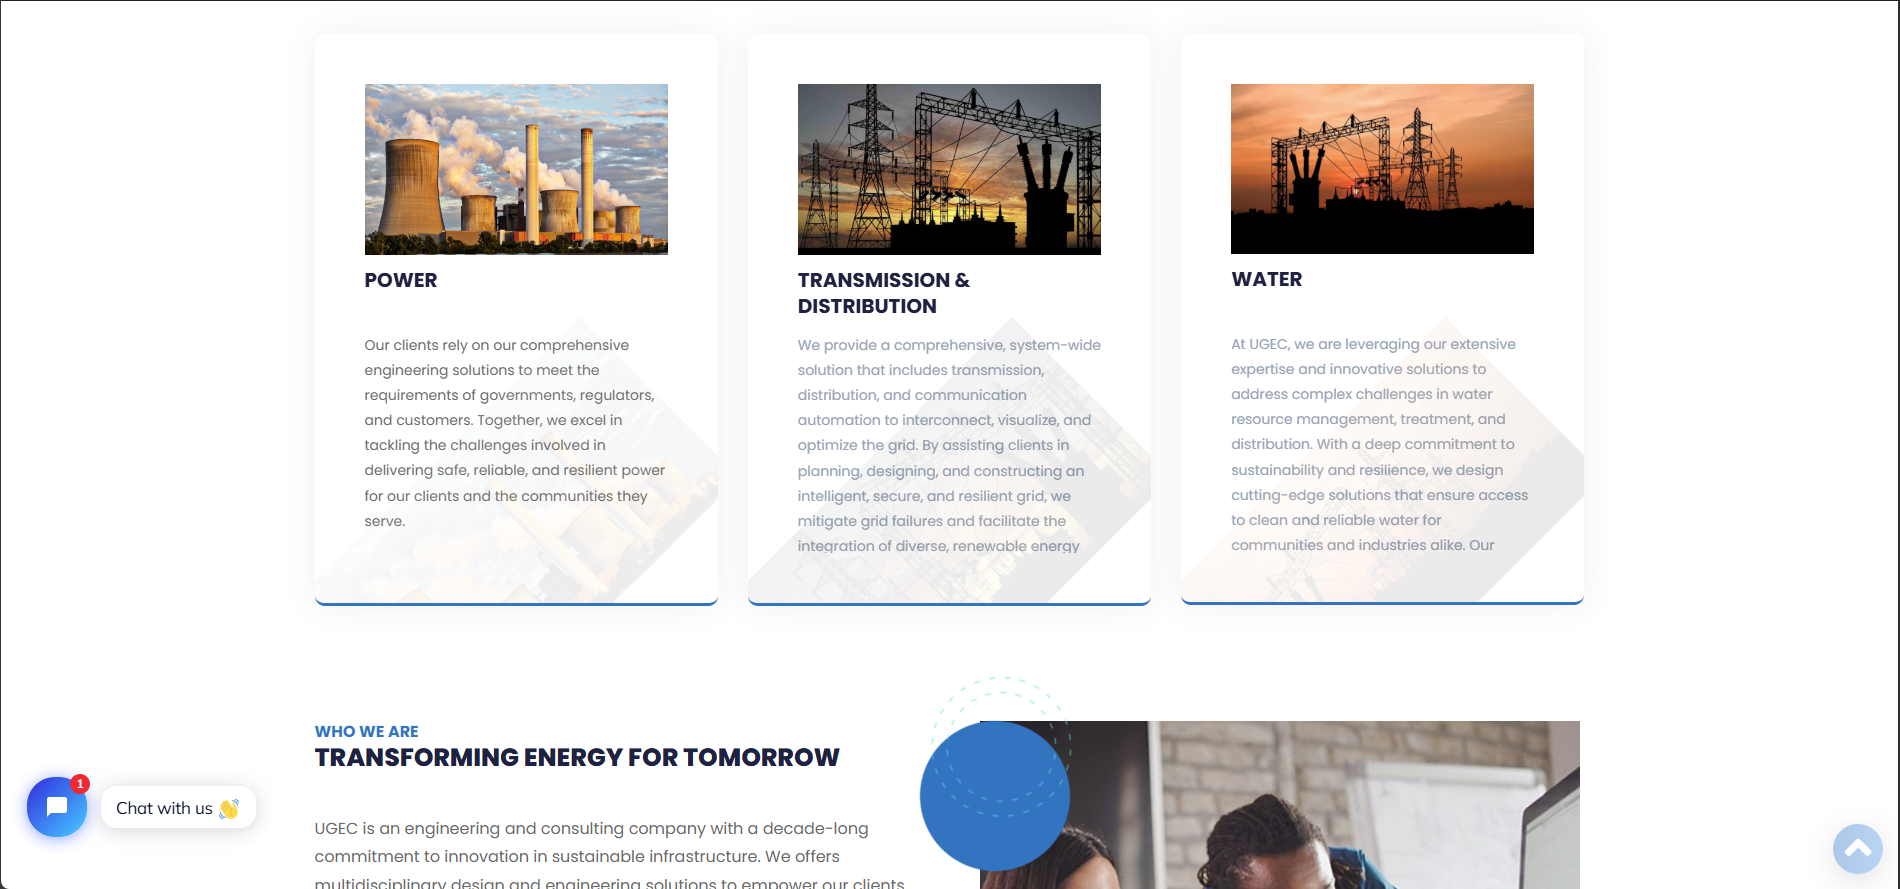 POWER
Our clients rely on our comprehensive
engineering solutions to meet the
requirements of governments, regulators,
and customers. Together, we excel in
tackling the challenges involved in
delivering safe, reliable, and resilient power
for our clients and the communities they
serve.
TRANSMISSION &
DISTRIBUTION
We provide a comprehensive, system-wide
solution that includes transmission,
distribution, and communication
automation to interconnect, visualize, and
optimize the grid. By assisting clients in
planning, designing, and constructing an
intelligent, secure, and resilient grid, we
mitigate grid failures and facilitate the
integration of diverse, renewable energy
WATER
At UGEC, we are leveraging our extensive
expertise and innovative solutions to
address complex challenges in water
resource management, treatment, and
distribution. With a deep commitment to
sustainability and resilience, we design
cutting-edge solutions that ensure access
to clean and reliable water for
communities and industries alike. Our
WHO WE ARE
TRANSFORMING ENERGY FOR TOMORROW
UGEC is an engineering and consulting company with a decade-long
commitment to innovation in sustainable infrastructure. We offers
multidisciplinary design and engineering solutions to empower our clients
1
Chat with us 👋